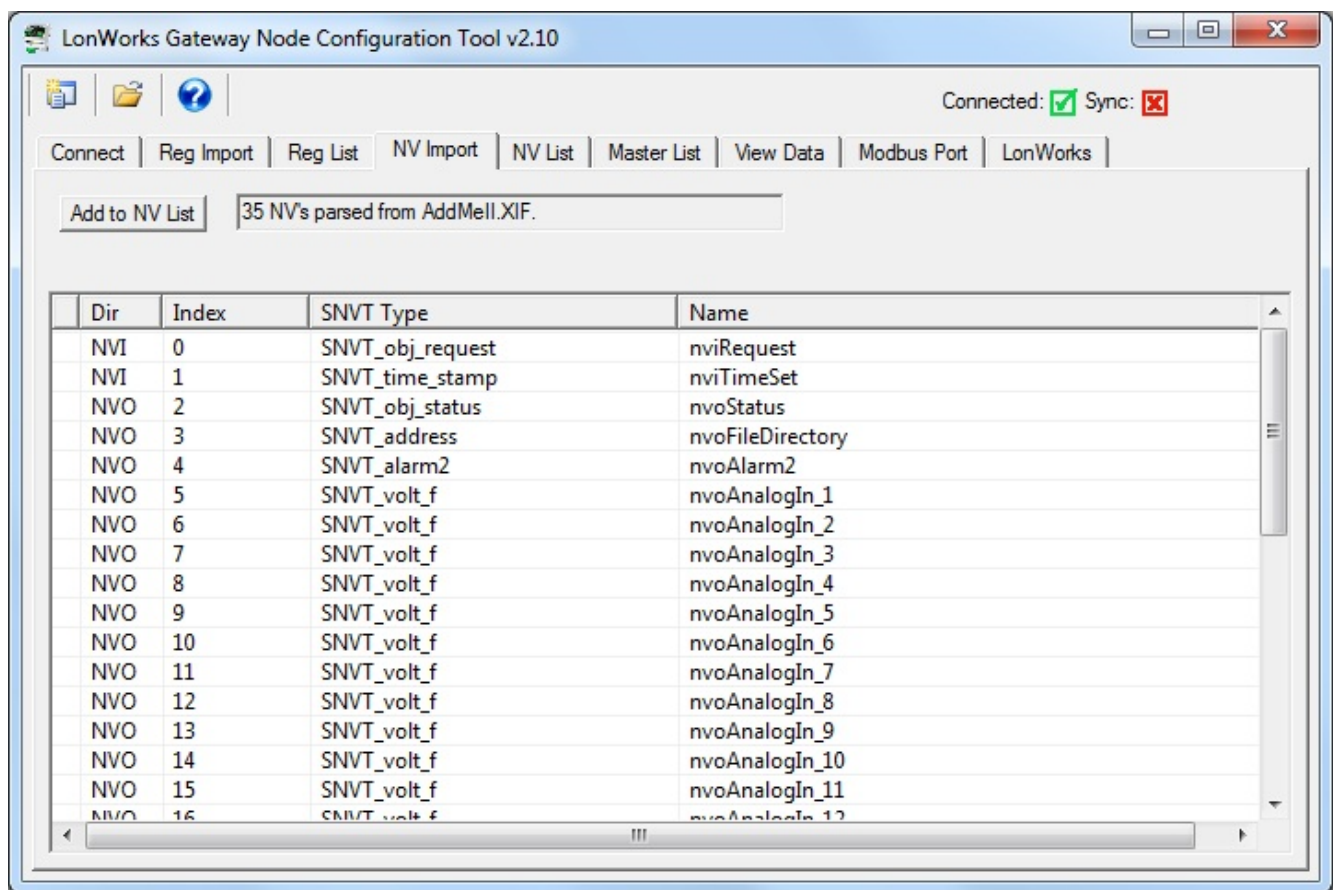 LonWorks Gateway Node Configuration Tool v2.10
Connected: Sync:
Connect Reg Import Reg List NV Import NV List Master List View Data Modbus Port LonWorks
Add to NV List 35 NV's parsed from AddMeII.XIF.
Dir Index SNVT Type Name
NVI 0 SNVT_obj_request nviRequest
NVI 1 SNVT_time_stamp nviTimeSet
NVO 2 SNVT_obj_status nvoStatus
NVO 3 SNVT_address nvoFileDirectory
NVO 4 SNVT_alarm2 nvoAlarm2
NVO 5 SNVT_volt_f nvoAnalogIn_1
NVO 6 SNVT_volt_f nvoAnalogIn_2
NVO 7 SNVT_volt_f nvoAnalogIn_3
NVO 8 SNVT_volt_f nvoAnalogIn_4
NVO 9 SNVT_volt_f nvoAnalogIn_5
NVO 10 SNVT_volt_f nvoAnalogIn_6
NVO 11 SNVT_volt_f nvoAnalogIn_7
NVO 12 SNVT_volt_f nvoAnalogIn_8
NVO 13 SNVT_volt_f nvoAnalogIn_9
NVO 14 SNVT_volt_f nvoAnalogIn_10
NVO 15 SNVT_volt_f nvoAnalogIn_11
NVO 16 SNVT_volt_f nvoAnalogIn_12